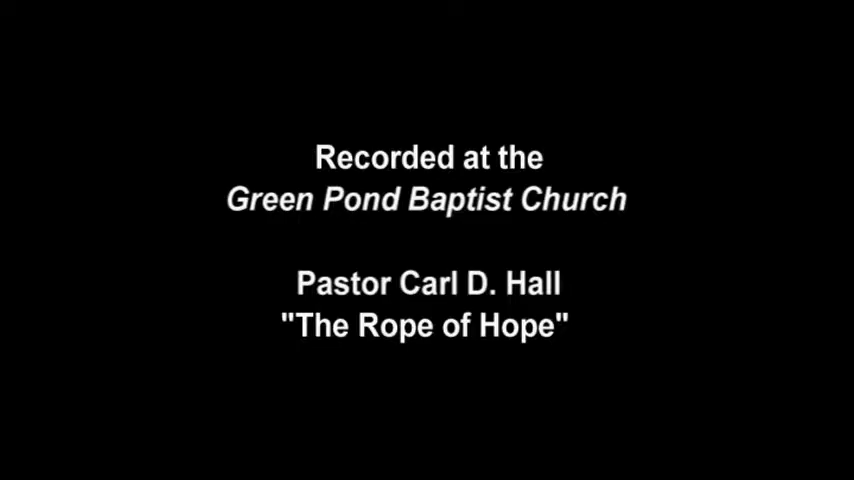 Recorded at the
Green Pond Baptist Church
Pastor Carl D. Hall
"The Rope of Hope"